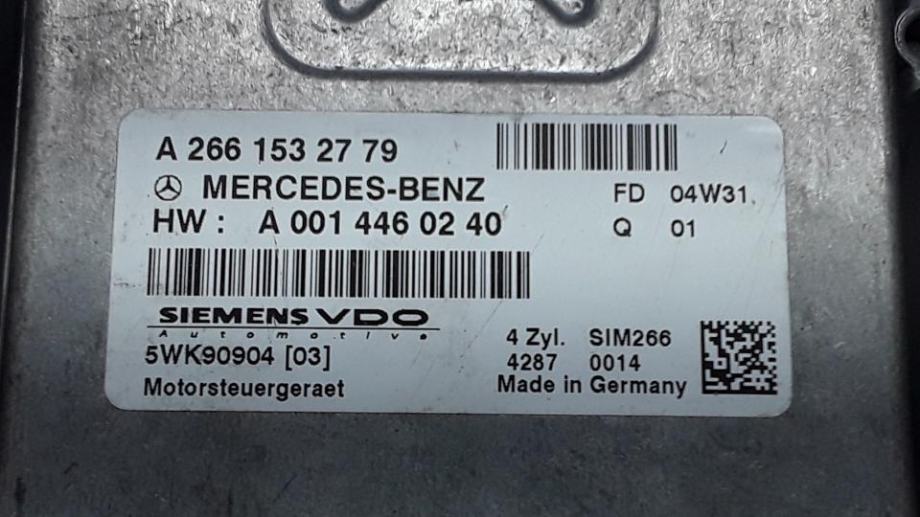 A 266 153 27 79
MERCEDES-BENZ FD 04W31.
HW : A 001 446 02 40 Q 01
SIEMENS VDO
Automotive
5WK90904 [03]
4 Zyl. SIM266
4287 0014
Motorsteuergeraet
Made in Germany